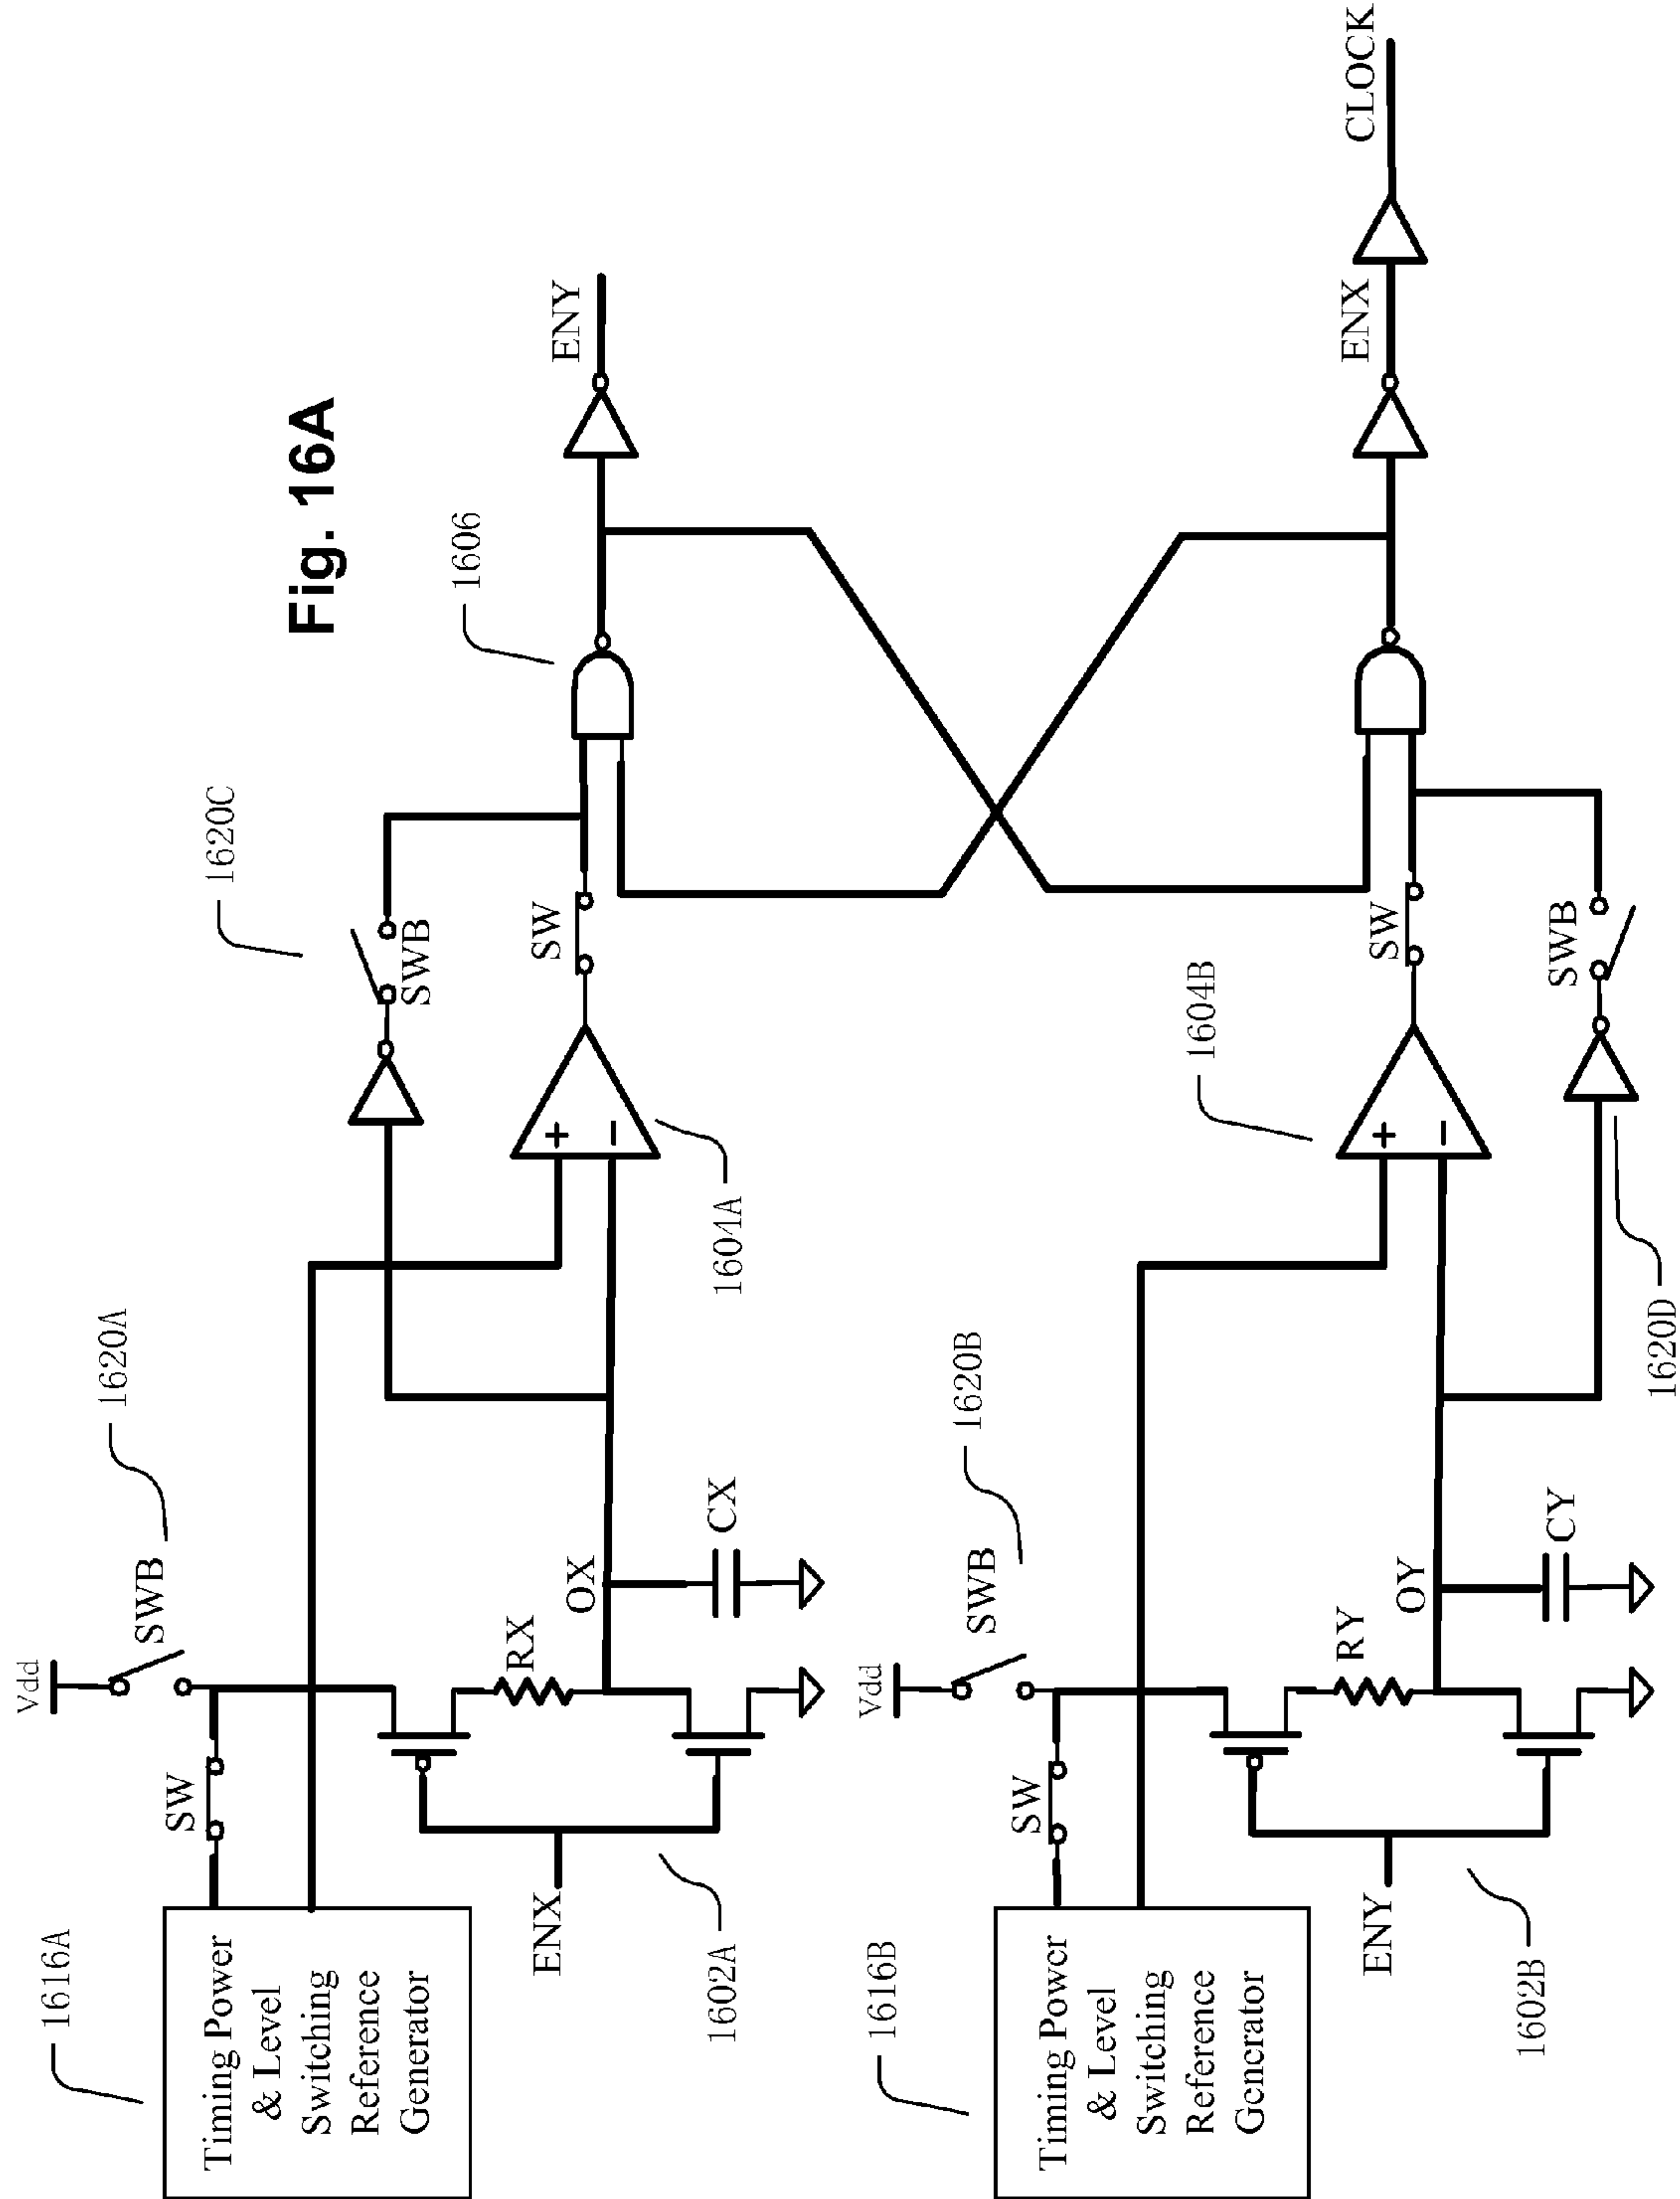 Fig. 16A
1616A
Timing Power
& Level
Switching
Reference
Generator
SW
Vdd
SWB
1620A
ENX
1602A
RX
OX
CX
1620C
SWB
1604A
SW
1606
ENY
1616B
Timing Power
& Level
Switching
Reference
Generator
SW
Vdd
SWB
1620B
ENY
1602B
RY
OY
CY
1604B
SW
SWB
1620D
ENX
CLOCK
+
−
+
−